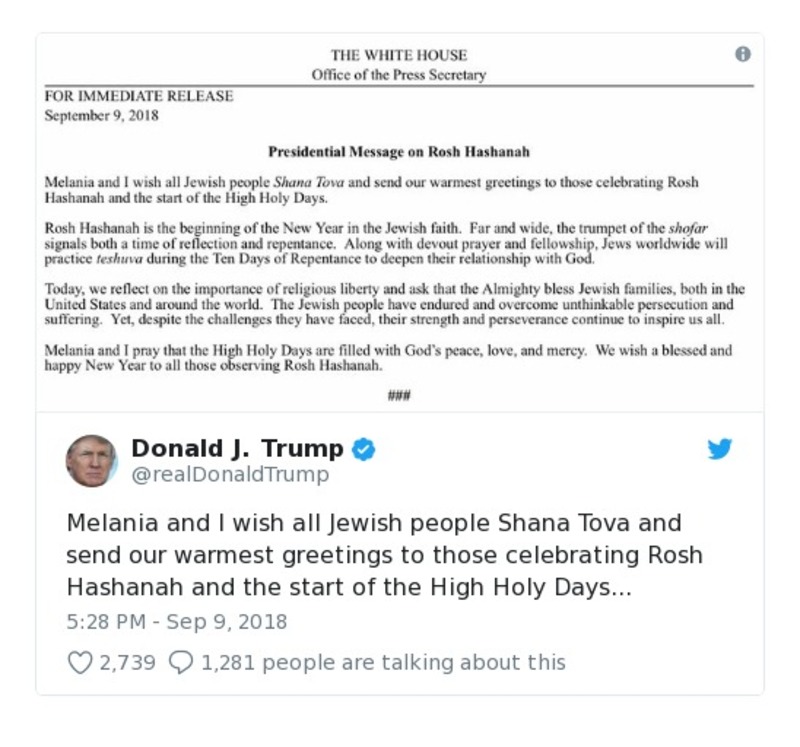 THE WHITE HOUSE
Office of the Press Secretary
FOR IMMEDIATE RELEASE
September 9, 2018
Presidential Message on Rosh Hashanah
Melania and I wish all Jewish people Shana Tova and send our warmest greetings to those celebrating Rosh
Hashanah and the start of the High Holy Days.
Rosh Hashanah is the beginning of the New Year in the Jewish faith. Far and wide, the trumpet of the shofar
signals both a time of reflection and repentance. Along with devout prayer and fellowship, Jews worldwide will
practice teshuva during the Ten Days of Repentance to deepen their relationship with God.
Today, we reflect on the importance of religious liberty and ask that the Almighty bless Jewish families, both in the
United States and around the world. The Jewish people have endured and overcome unthinkable persecution and
suffering. Yet, despite the challenges they have faced, their strength and perseverance continue to inspire us all.
Melania and I pray that the High Holy Days are filled with God's peace, love, and mercy. We wish a blessed and
happy New Year to all those observing Rosh Hashanah.
###
Donald J. Trump
@realDonaldTrump
Melania and I wish all Jewish people Shana Tova and
send our warmest greetings to those celebrating Rosh
Hashanah and the start of the High Holy Days...
5:28 PM - Sep 9, 2018
2,739 1,281 people are talking about this